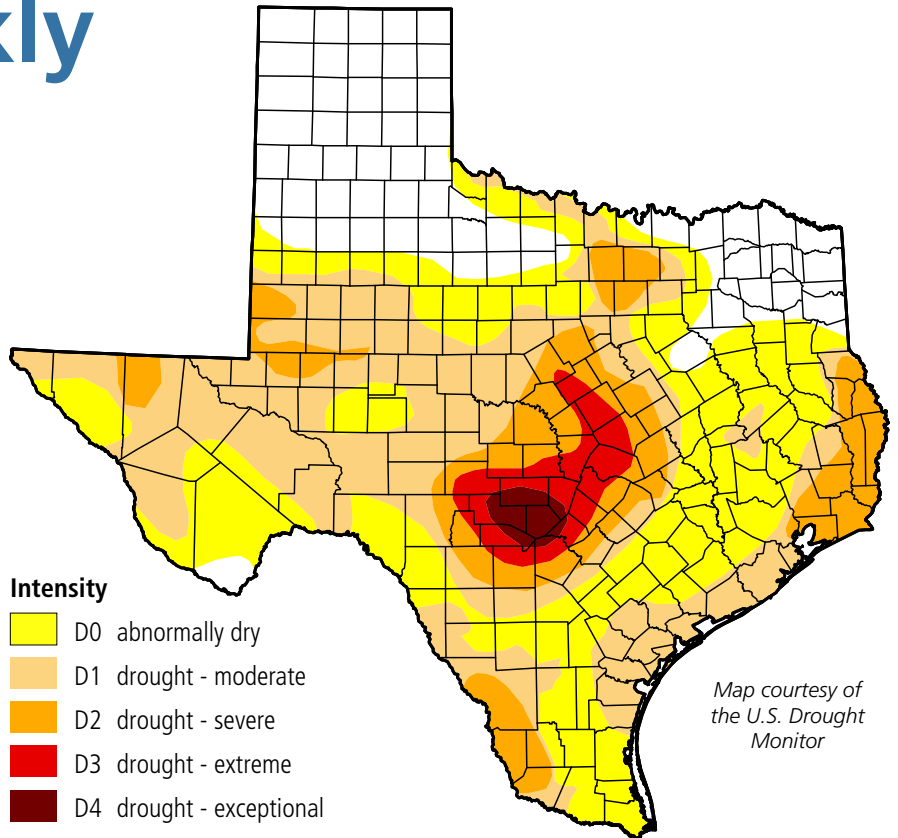 kly
Intensity
D0 abnormally dry
D1 drought - moderate
D2 drought - severe
D3 drought - extreme
D4 drought - exceptional
Map courtesy of
the U.S. Drought
Monitor